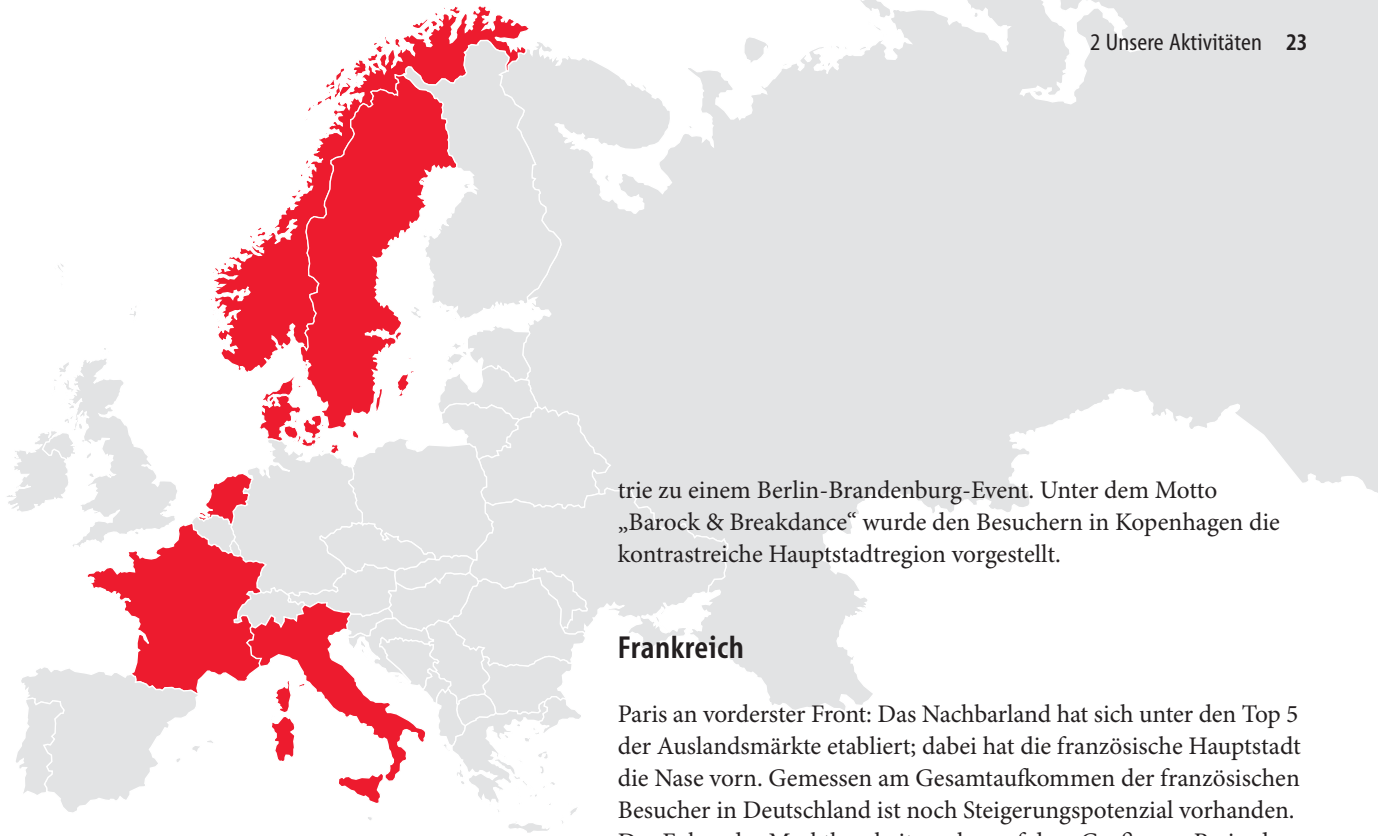 2 Unsere Aktivitäten 23
trie zu einem Berlin-Brandenburg-Event. Unter dem Motto
„Barock & Breakdance“ wurde den Besuchern in Kopenhagen die
kontrastreiche Hauptstadtregion vorgestellt.
Frankreich
Paris an vorderster Front: Das Nachbarland hat sich unter den Top 5
der Auslandsmärkte etabliert; dabei hat die französische Hauptstadt
die Nase vorn. Gemessen am Gesamtaufkommen der französischen
Besucher in Deutschland ist noch Steigerungspotenzial vorhanden.